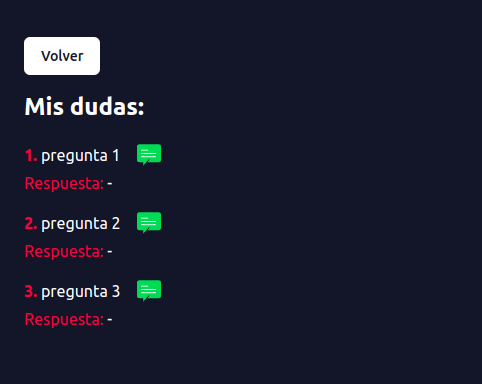 Volver
Mis dudas:
1. pregunta 1
Respuesta: -
2. pregunta 2
Respuesta: -
3. pregunta 3
Respuesta: -